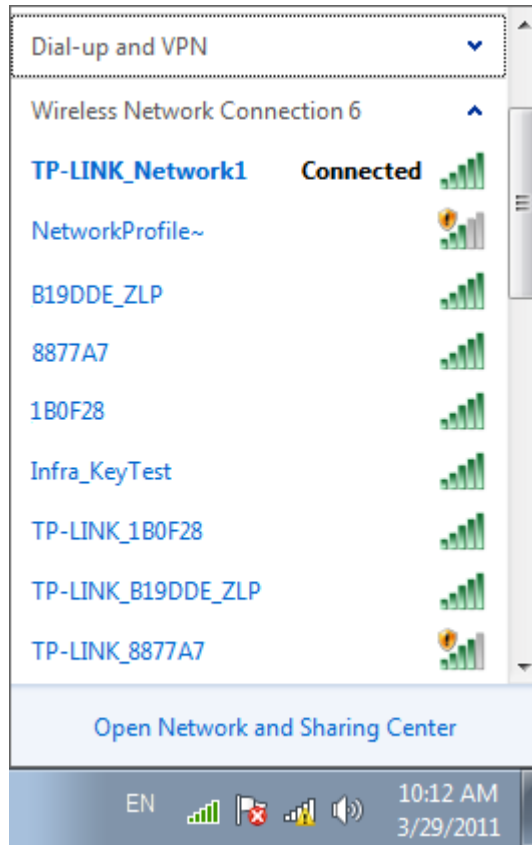 Dial-up and VPN
Wireless Network Connection 6
TP-LINK_Network1 Connected
NetworkProfile~
B19DDE_ZLP
8877A7
1B0F28
Infra_KeyTest
TP-LINK_1B0F28
TP-LINK_B19DDE_ZLP
TP-LINK_8877A7
Open Network and Sharing Center
EN 10:12 AM
3/29/2011